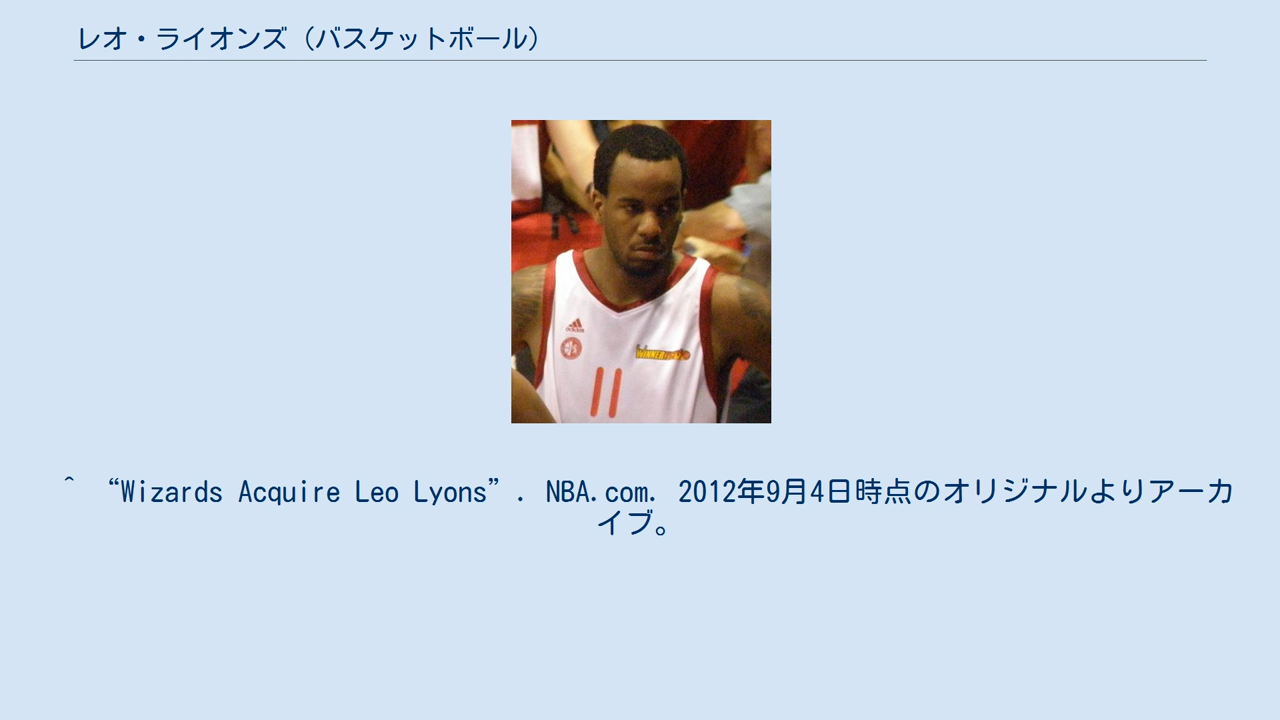 レオ・ライオンズ（バスケットボール）
adidas
11
^ “Wizards Acquire Leo Lyons”. NBA.com. 2012年9月4日時点のオリジナルよりアーカ
イブ。